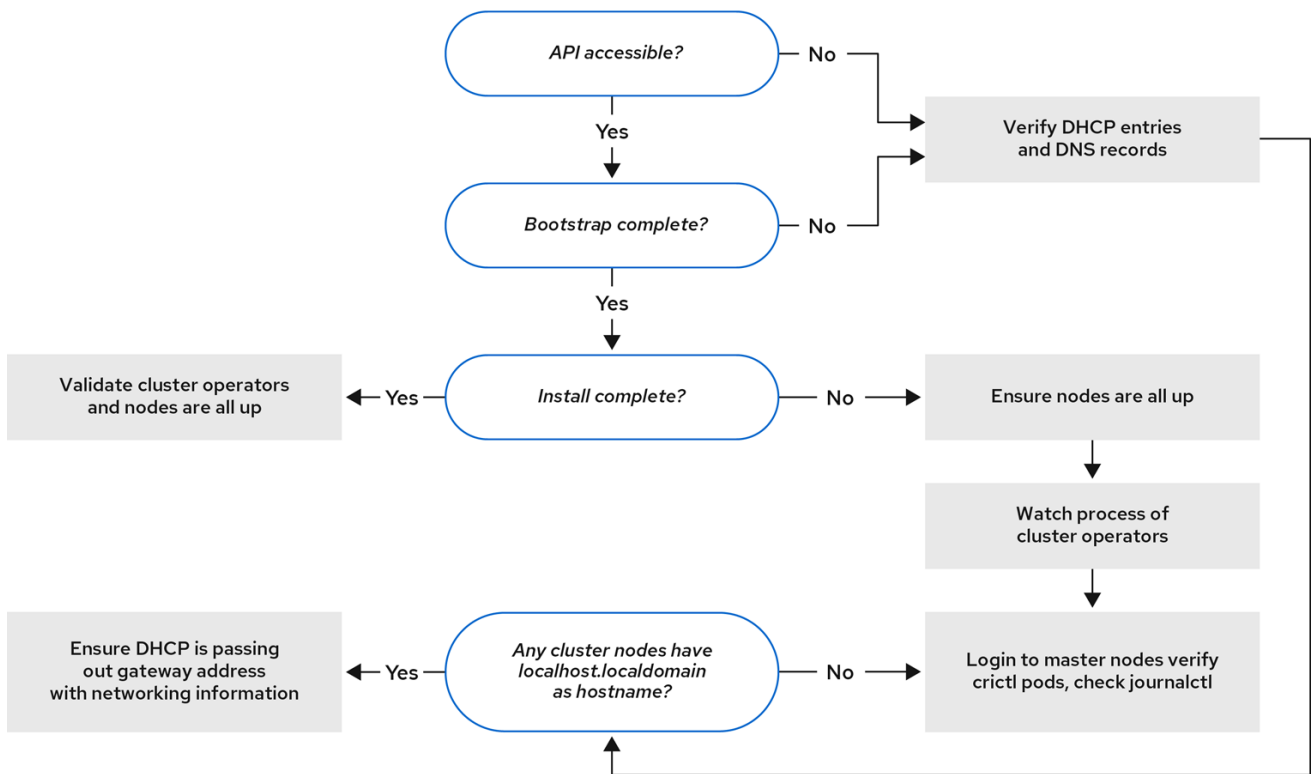 API accessible?
No
Verify DHCP entries
and DNS records
Yes
Bootstrap complete?
No
Yes
Validate cluster operators
and nodes are all up
Yes
Install complete?
No
Ensure nodes are all up
Watch process of
cluster operators
Ensure DHCP is passing
out gateway address
with networking information
Yes
Any cluster nodes have
localhost.localdomain
as hostname?
No
Login to master nodes verify
crictl pods, check journalctl